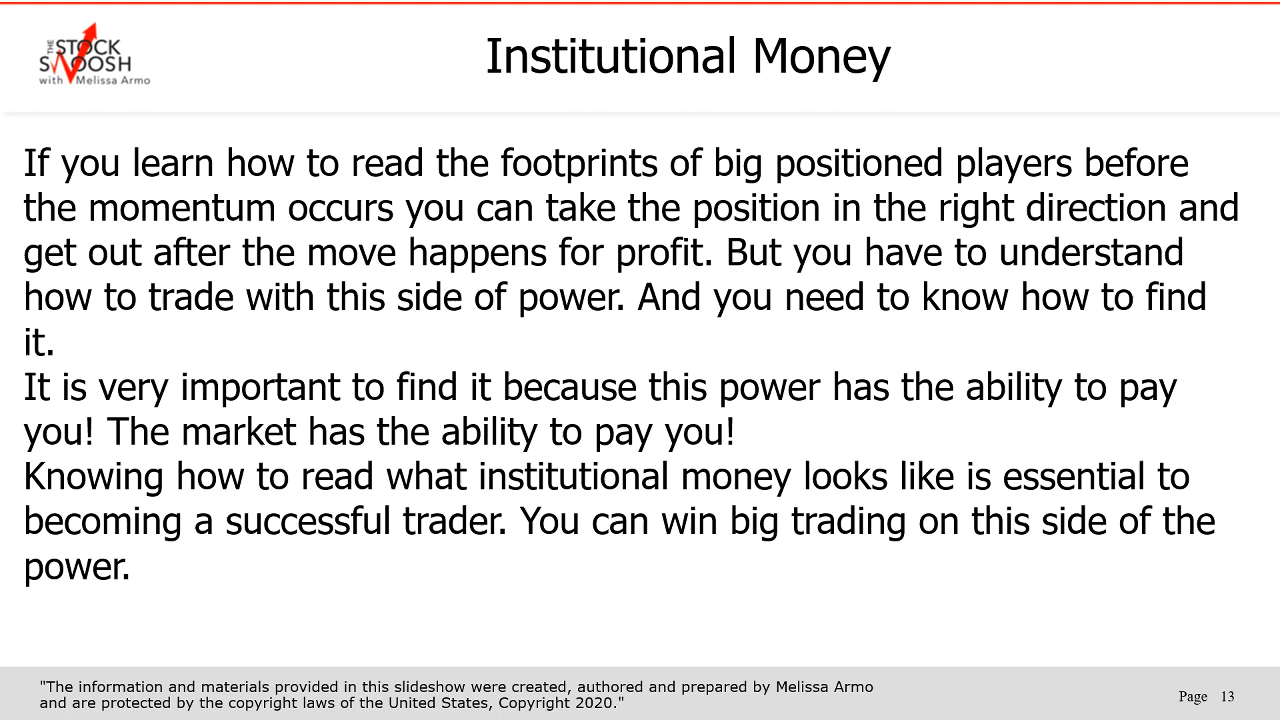 THE STOCK
SWOOSH
with Melissa Armo
Institutional Money
If you learn how to read the footprints of big positioned players before
the momentum occurs you can take the position in the right direction and
get out after the move happens for profit. But you have to understand
how to trade with this side of power. And you need to know how to find
it.
It is very important to find it because this power has the ability to pay
you! The market has the ability to pay you!
Knowing how to read what institutional money looks like is essential to
becoming a successful trader. You can win big trading on this side of the
power.
"The information and materials provided in this slideshow were created, authored and prepared by Melissa Armo
and are protected by the copyright laws of the United States, Copyright 2020."
Page 13